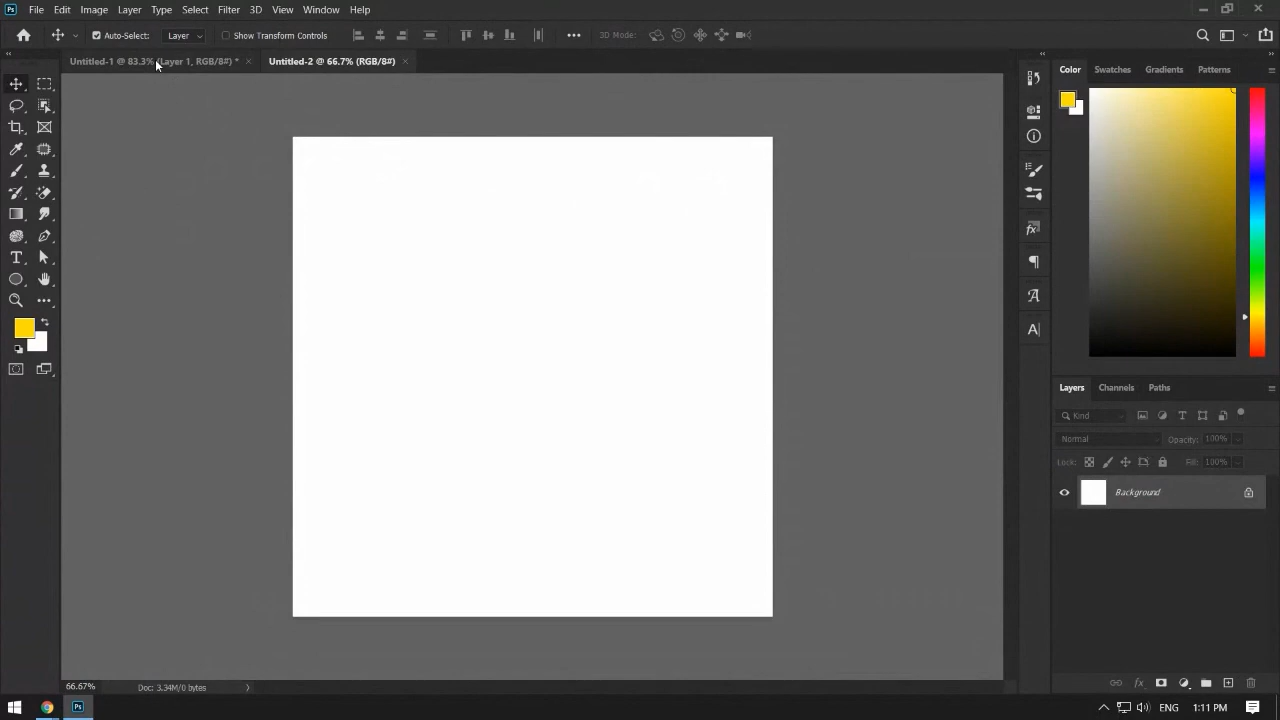 Ps File Edit Image Layer Type Select Filter 3D View Window Help
Auto-Select: Layer Show Transform Controls 3D Mode:
Untitled-1 @ 83.3% (Layer 1, RGB/8#) * × Untitled-2 @ 66.7% (RGB/8#) ×
Color Swatches Gradients Patterns
Layers Channels Paths
Kind
Normal Opacity: 100%
Lock: Fill: 100%
Background
66.67% Doc: 3.34M/0 bytes
ENG 1:11 PM